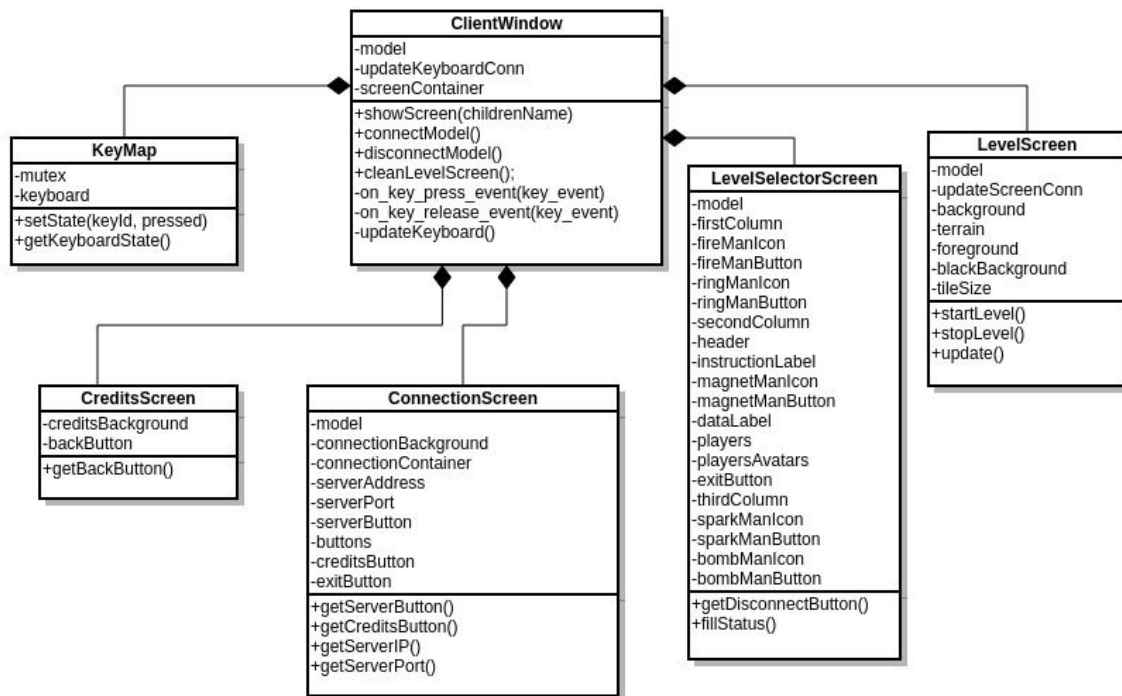 ClientWindow
-model
-updateKeyboardConn
-screenContainer
+showScreen(childrenName)
+connectModel()
+disconnectModel()
+cleanLevelScreen();
-on_key_press_event(key_event)
-on_key_release_event(key_event)
-updateKeyboard()
KeyMap
-mutex
-keyboard
+setState(keyId, pressed)
+getKeyboardState()
LevelScreen
-model
-updateScreenConn
-background
-terrain
-foreground
-blackBackground
-tileSize
+startLevel()
+stopLevel()
+update()
LevelSelectorScreen
-model
-firstColumn
-fireManIcon
-fireManButton
-ringManIcon
-ringManButton
-secondColumn
-header
-instructionLabel
-magnetManIcon
-magnetManButton
-dataLabel
-players
-playersAvatars
-exitButton
-thirdColumn
-sparkManIcon
-sparkManButton
-bombManIcon
-bombManButton
+getDisconnectButton()
+fillStatus()
CreditsScreen
-creditsBackground
-backButton
+getBackButton()
ConnectionScreen
-model
-connectionBackground
-connectionContainer
-serverAddress
-serverPort
-serverButton
-buttons
-creditsButton
-exitButton
+getServerButton()
+getCreditsButton()
+getServerIP()
+getServerPort()